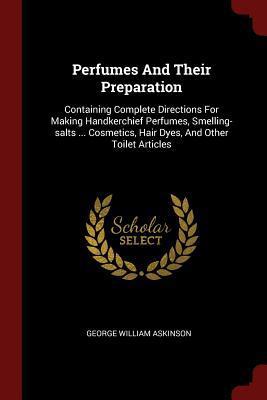 Perfumes And Their
Preparation
Containing Complete Directions For
Making Handkerchief Perfumes, Smelling-
salts ... Cosmetics, Hair Dyes, And Other
Toilet Articles
Scholar
SELECT
GEORGE WILLIAM ASKINSON